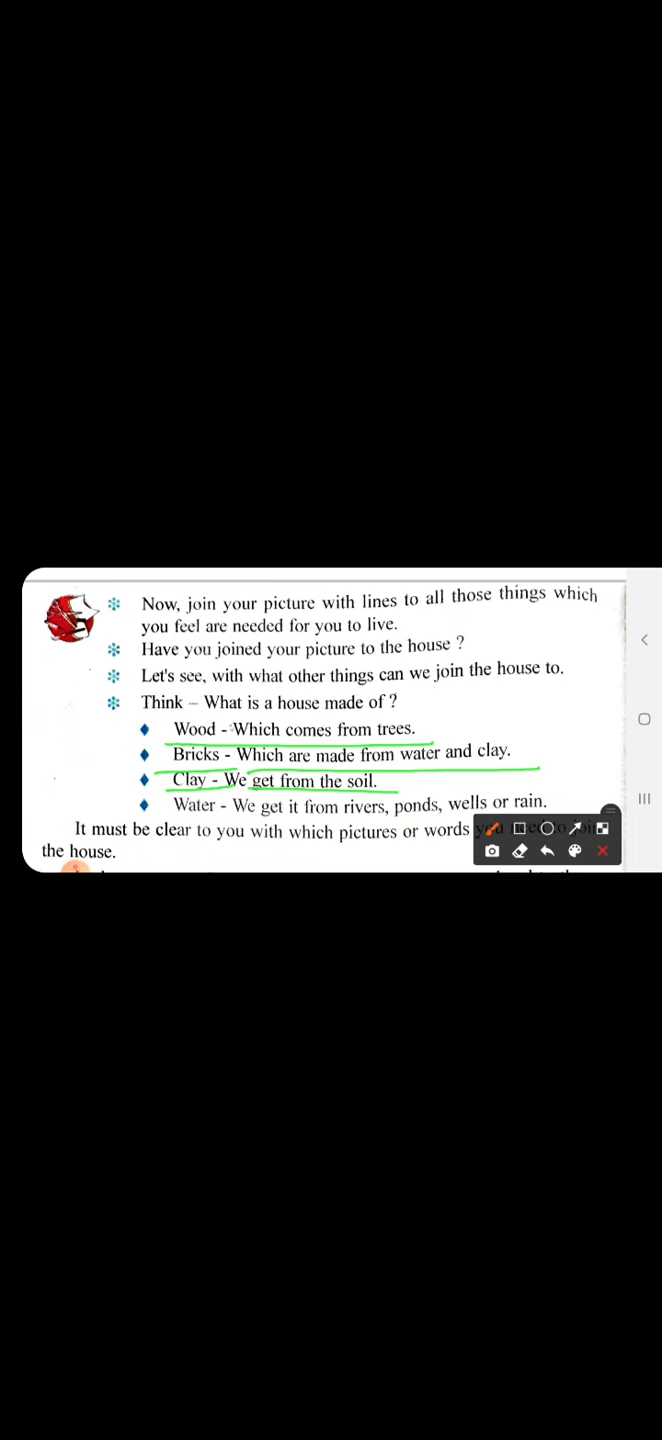 Now, join your picture with lines to all those things which
you feel are needed for you to live.
Have you joined your picture to the house ?
Let's see, with what other things can we join the house to.
Think – What is a house made of ?
Wood - Which comes from trees.
Bricks - Which are made from water and clay.
Clay - We get from the soil.
Water - We get it from rivers, ponds, wells or rain.
It must be clear to you with which pictures or words you need to join
the house.